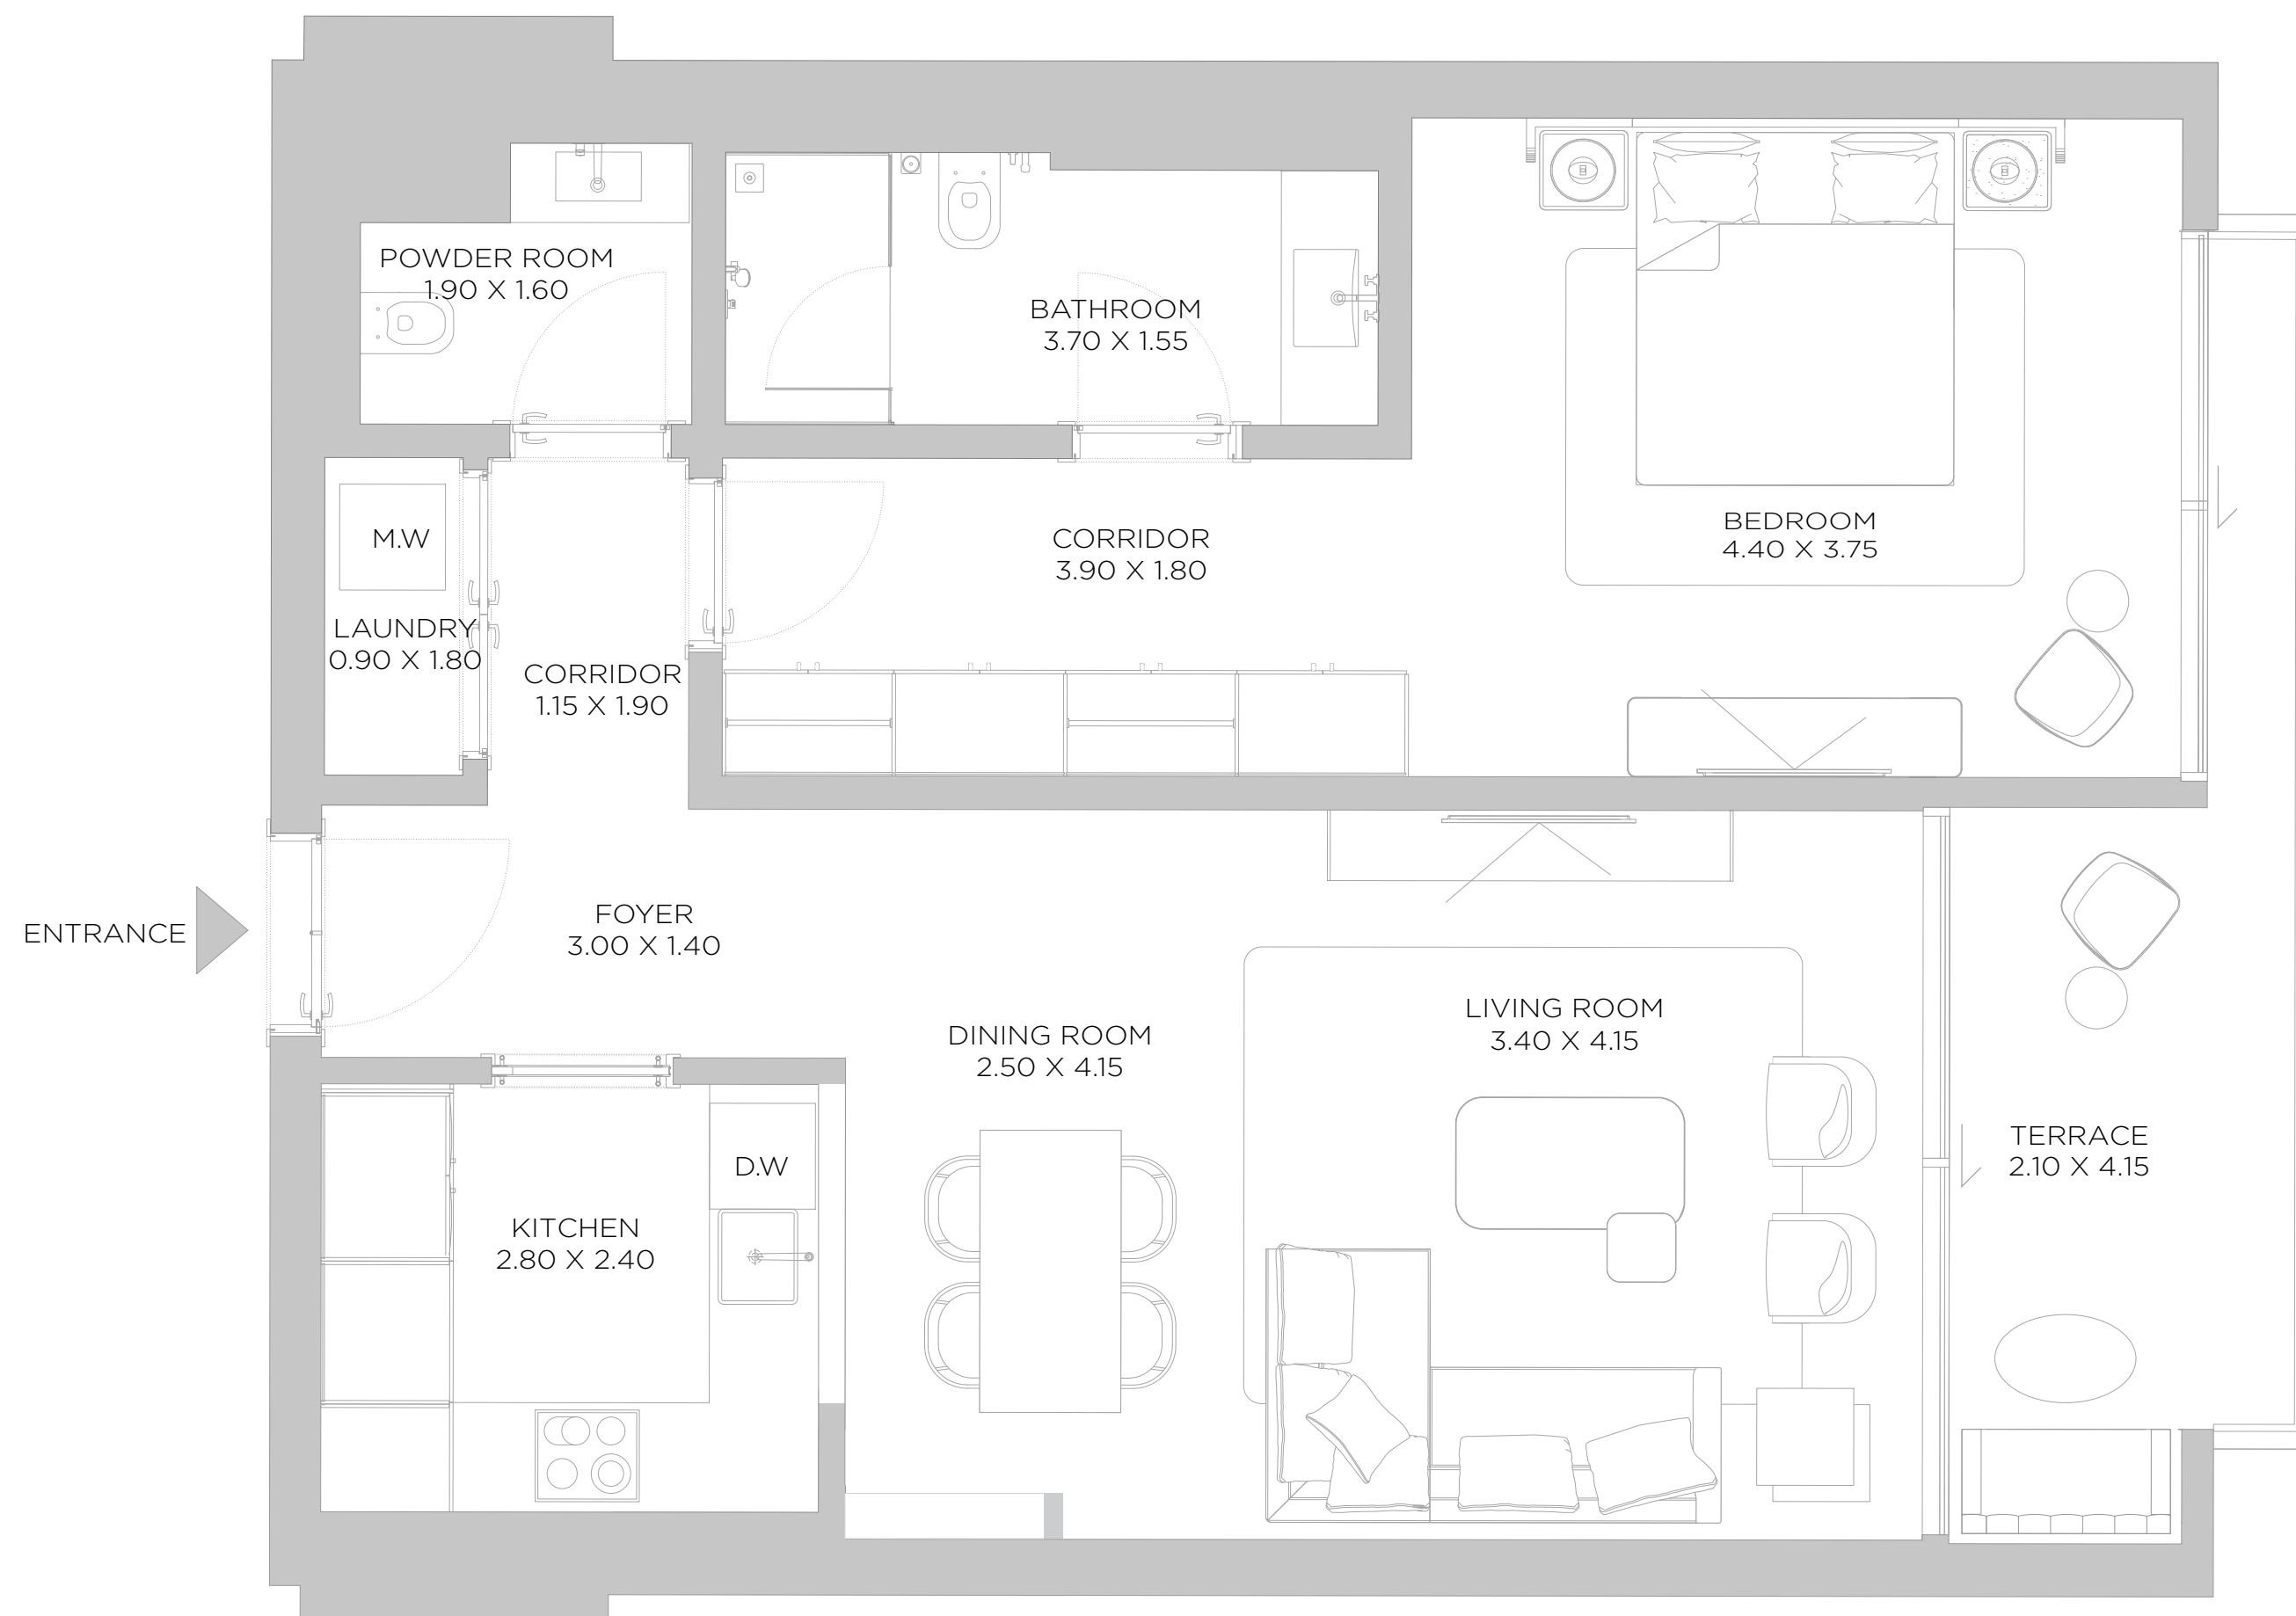 POWDER ROOM
1.90 X 1.60
BATHROOM
3.70 X 1.55
BEDROOM
4.40 X 3.75
M.W
LAUNDRY
0.90 X 1.80
CORRIDOR
1.15 X 1.90
CORRIDOR
3.90 X 1.80
ENTRANCE
FOYER
3.00 X 1.40
DINING ROOM
2.50 X 4.15
LIVING ROOM
3.40 X 4.15
TERRACE
2.10 X 4.15
D.W
KITCHEN
2.80 X 2.40